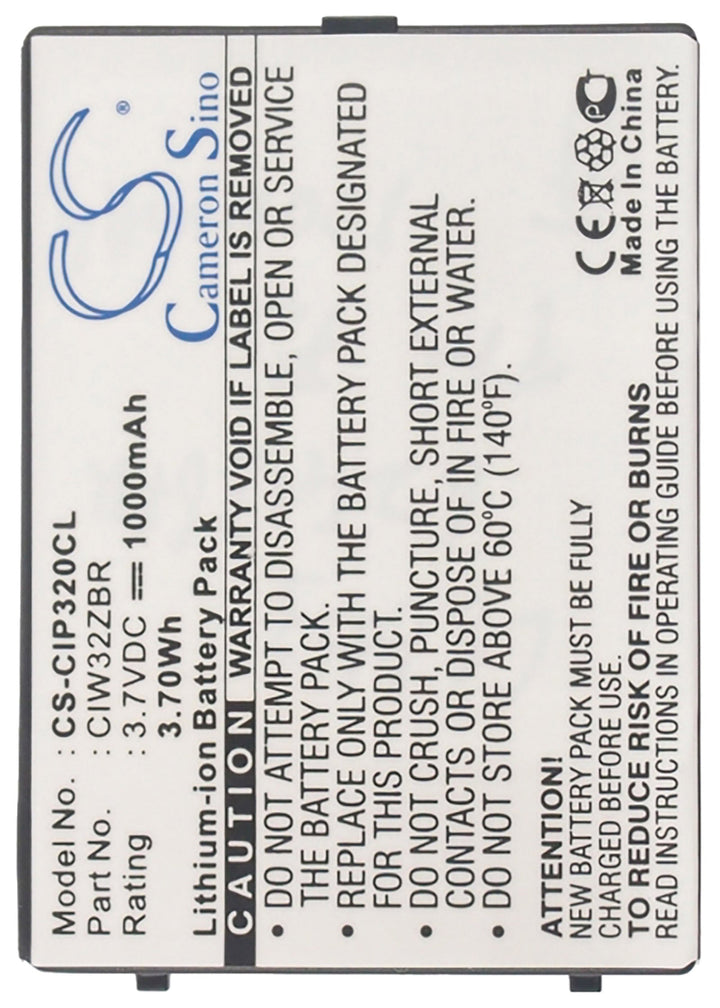 Model No. : CS-CIP320CL
Part No. : CIW32ZBR
Rating : 3.7VDC 1000mAh
3.70Wh
Lithium-ion Battery Pack
CS ®
Cameron Sino
CAUTION WARRANTY VOID IF LABEL IS REMOVED
• DO NOT ATTEMPT TO DISASSEMBLE, OPEN OR SERVICE
THE BATTERY PACK.
• REPLACE ONLY WITH THE BATTERY PACK DESIGNATED
FOR THIS PRODUCT.
• DO NOT CRUSH, PUNCTURE, SHORT EXTERNAL
CONTACTS OR DISPOSE OF IN FIRE OR WATER.
• DO NOT STORE ABOVE 60°C (140°F).
CE PC
Made In China
ATTENTION!
NEW BATTERY PACK MUST BE FULLY
CHARGED BEFORE USE.
TO REDUCE RISK OF FIRE OR BURNS
READ INSTRUCTIONS IN OPERATING GUIDE BEFORE USING THE BATTERY.